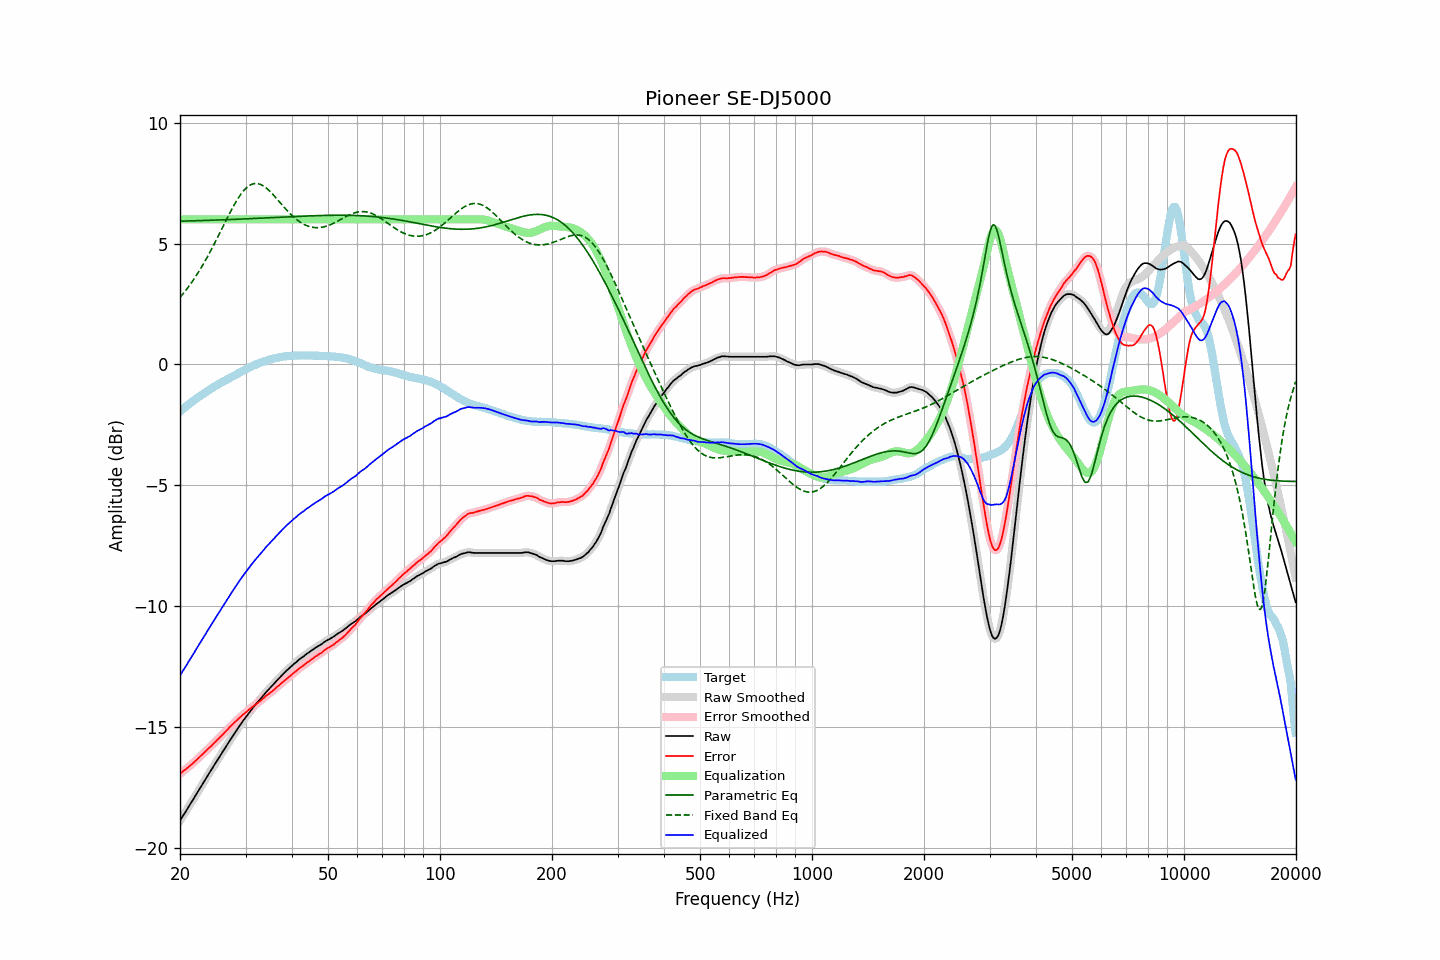 Pioneer SE-DJ5000
Amplitude (dBr)
10
5
0
−5
−10
−15
−20
Target
Raw Smoothed
Error Smoothed
Raw
Error
Equalization
Parametric Eq
Fixed Band Eq
Equalized
20
50
100
200
500
1000
2000
5000
10000
20000
Frequency (Hz)